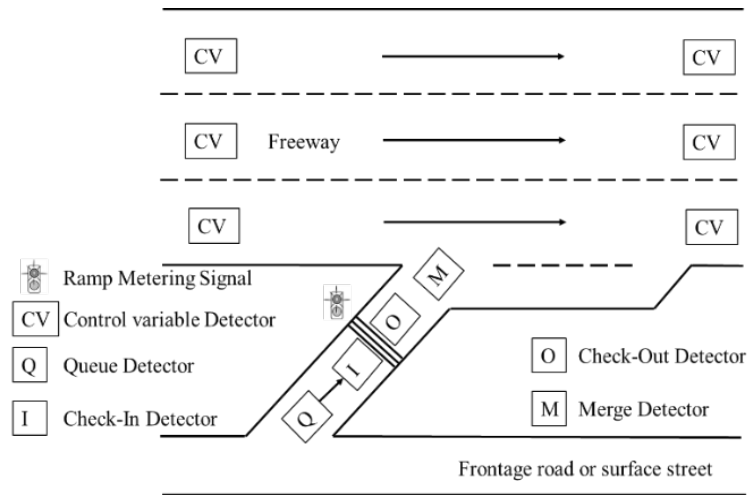 CV
CV
CV
Freeway
CV
CV
CV
M
Ramp Metering Signal
O
CV Control variable Detector
I
O Check-Out Detector
Q Queue Detector
Q
M Merge Detector
I Check-In Detector
Frontage road or surface street